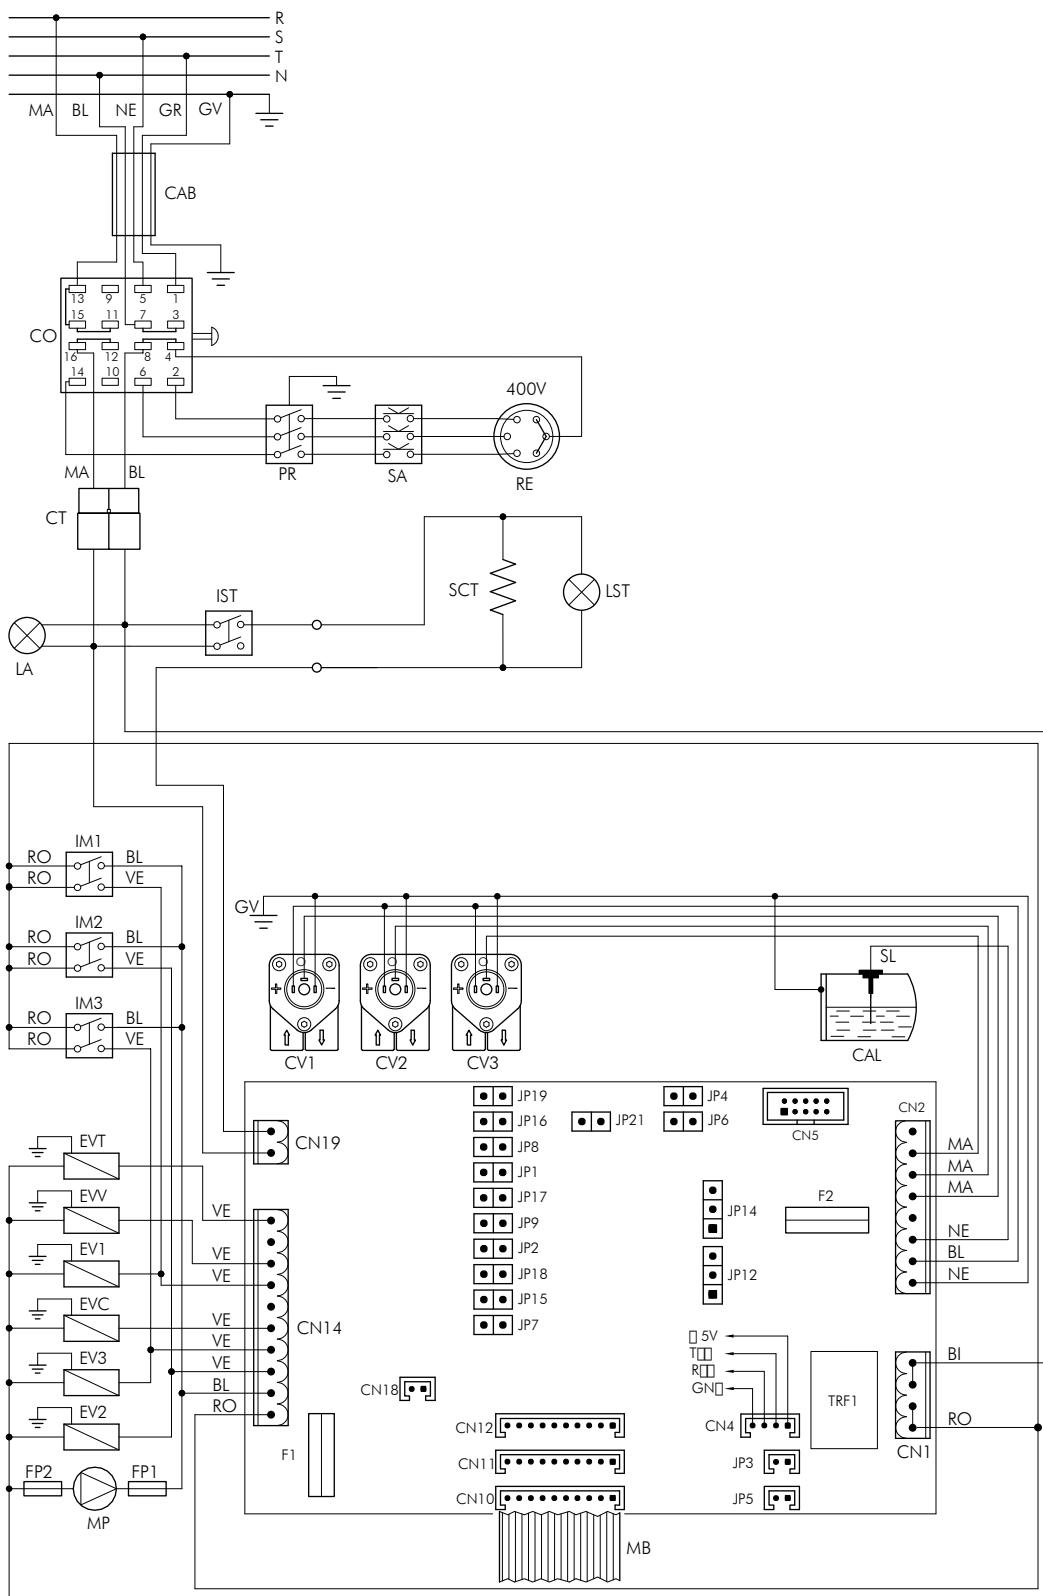 R
S
T
N
MA BL NE GR GV
CAB
13 9 5 1
15 11 7 3
CO
16 12 8 4
14 10 6 2
400V
PR SA RE
MA BL
CT
IST
SCT LST
LA
IM1
RO BL
RO VE
IM2
RO BL
RO VE
IM3
RO BL
RO VE
GV
+ − + − + −
CV1 CV2 CV3
SL
CAL
JP19 JP4
JP16 JP21 JP6
JP8
JP1
JP17
JP9
JP2
JP18
JP15
JP7
CN5
CN2
CN19
MA
MA
MA
NE
BL
NE
JP14
F2
JP12
EVT
EVV
EV1
EVC
EV3
EV2
VE
VE
VE
VE
VE
VE
BL
RO
CN14
5V
T
R
GN
CN18
CN12
CN11
CN10
CN4
JP3
JP5
TRF1
BI
RO
CN1
F1
FP2 FP1
MP
MB